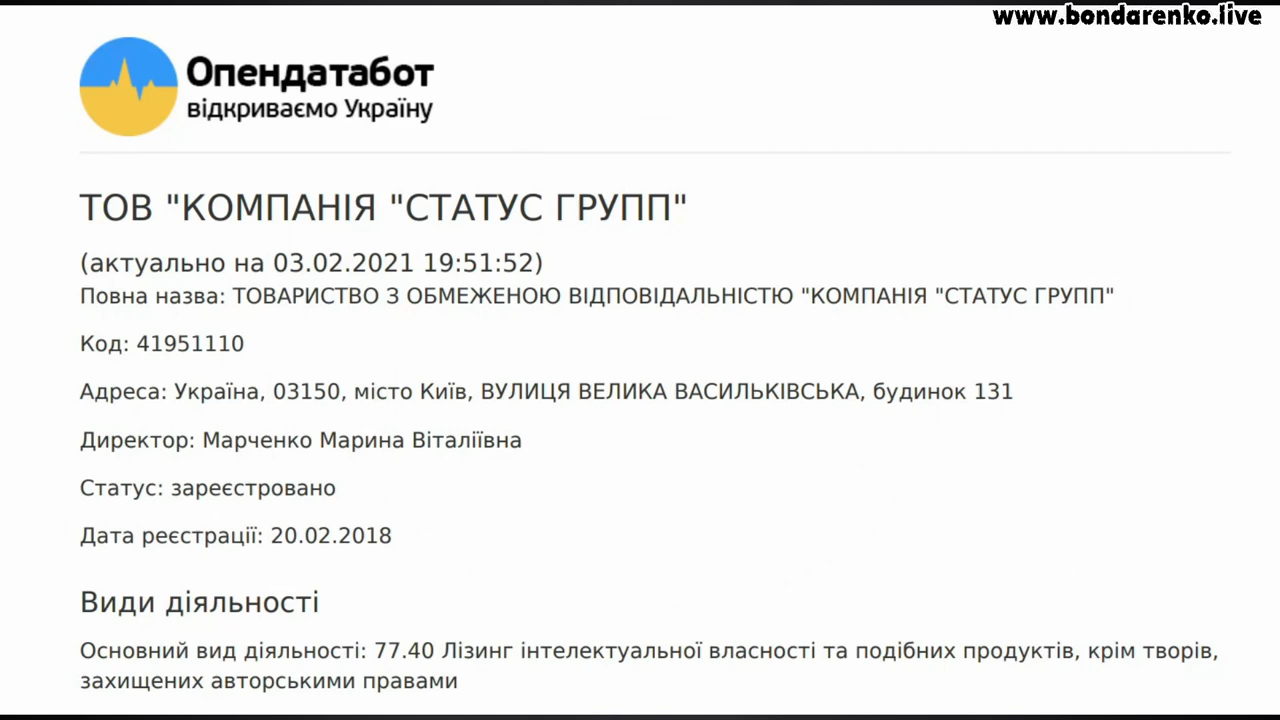 www.bondarenko.live
Опендатабот
відкриваємо Україну
ТОВ "КОМПАНІЯ "СТАТУС ГРУПП"
(актуально на 03.02.2021 19:51:52)
Повна назва: ТОВАРИСТВО З ОБМЕЖЕНОЮ ВІДПОВІДАЛЬНІСТЮ "КОМПАНІЯ "СТАТУС ГРУПП"
Код: 41951110
Адреса: Україна, 03150, місто Київ, ВУЛИЦЯ ВЕЛИКА ВАСИЛЬКІВСЬКА, будинок 131
Директор: Марченко Марина Віталіївна
Статус: зареєстровано
Дата реєстрації: 20.02.2018
Види діяльності
Основний вид діяльності: 77.40 Лізинг інтелектуальної власності та подібних продуктів, крім творів,
захищених авторськими правами